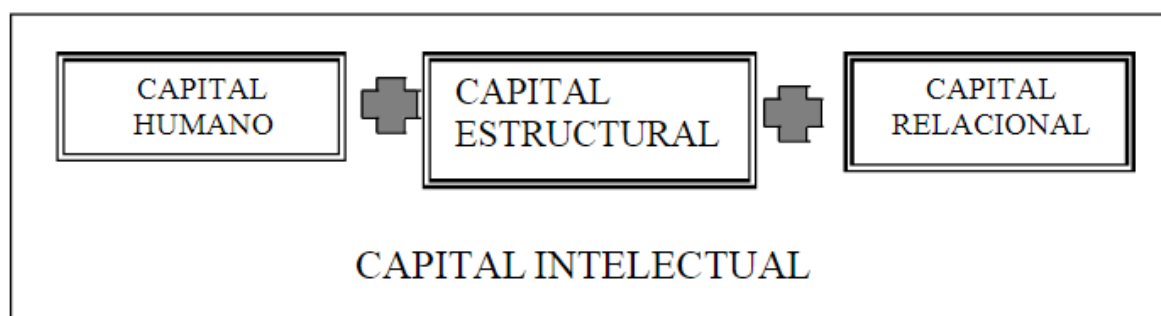 CAPITAL
HUMANO
CAPITAL
ESTRUCTURAL
CAPITAL
RELACIONAL
CAPITAL INTELECTUAL